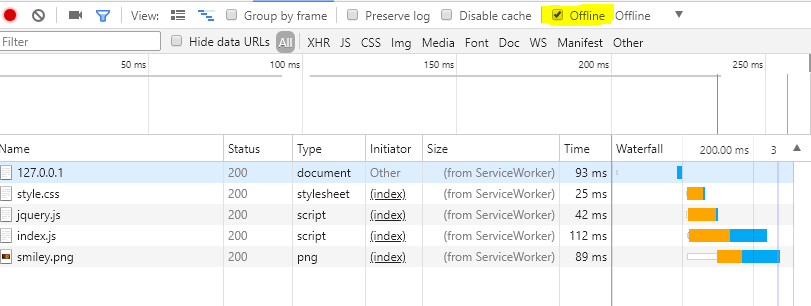 View: Group by frame Preserve log Disable cache Offline Offline
Filter Hide data URLs All XHR JS CSS Img Media Font Doc WS Manifest Other
50 ms 100 ms 150 ms 200 ms 250 ms
Name Status Type Initiator Size Time Waterfall 200.00 ms 3
127.0.0.1 200 document Other (from ServiceWorker) 93 ms
style.css 200 stylesheet (index) (from ServiceWorker) 25 ms
jquery.js 200 script (index) (from ServiceWorker) 42 ms
index.js 200 script (index) (from ServiceWorker) 112 ms
smiley.png 200 png (index) (from ServiceWorker) 89 ms